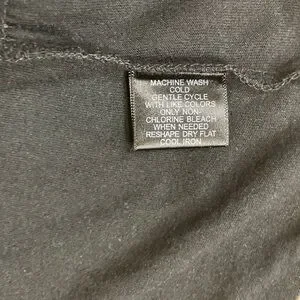 MACHINE WASH
COLD
GENTLE CYCLE
WITH LIKE COLORS
ONLY NON-
CHLORINE BLEACH
WHEN NEEDED
RESHAPE DRY FLAT
COOL IRON